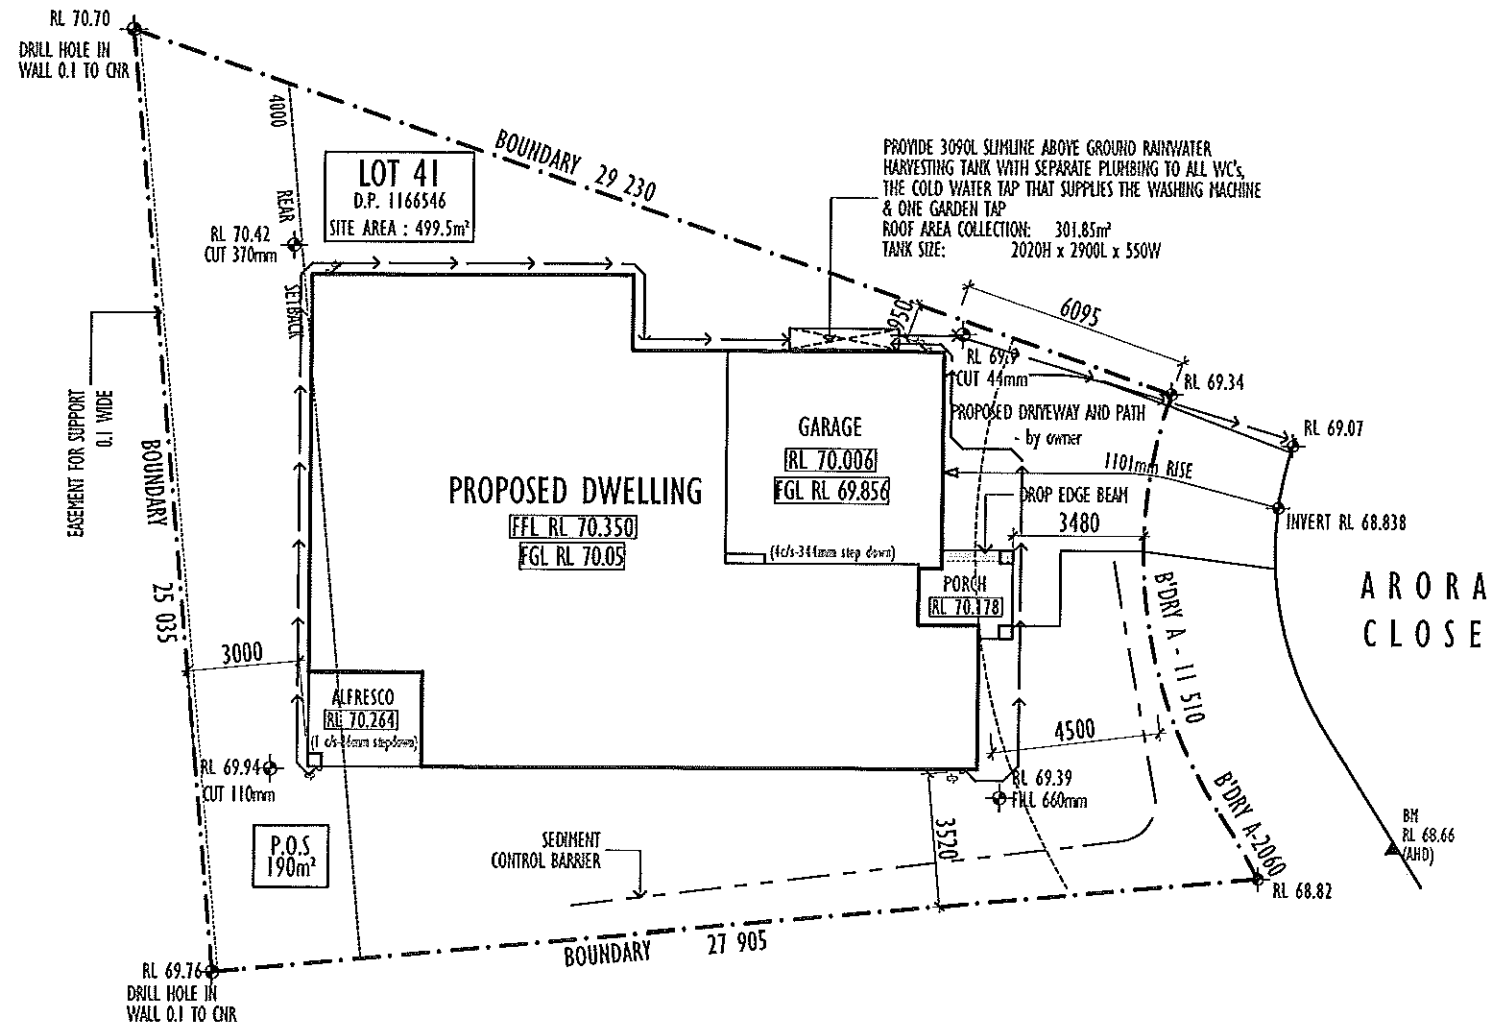 RL 70.70
DRILL HOLE IN
WALL 0.1 TO CNR
4000
REAR
SETBACK
LOT 41
D.P. 1166546
SITE AREA : 499.5m²
BOUNDARY 29 230
PROVIDE 3090L SLIMLINE ABOVE GROUND RAINWATER
HARVESTING TANK WITH SEPARATE PLUMBING TO ALL WC's,
THE COLD WATER TAP THAT SUPPLIES THE WASHING MACHINE
& ONE GARDEN TAP
ROOF AREA COLLECTION: 301.85m²
TANK SIZE: 2020H x 2900L x 550W
RL 70.42
CUT 370mm
950
6095
RL 69.9
CUT 44mm
RL 69.34
RL 69.07
PROPOSED DRIVEWAY AND PATH
- by owner
1101mm RISE
DROP EDGE BEAM
3480
INVERT RL 68.838
EASEMENT FOR SUPPORT
0.1 WIDE
BOUNDARY 25 035
GARAGE
RL 70.006
FGL RL 69.856
(4c/s-344mm step down)
PROPOSED DWELLING
FFL RL 70.350
FGL RL 70.05
PORCH
RL 70.178
ARORA
CLOSE
B'DRY A - 11 510
3000
ALFRESCO
RL 70.264
(1 c/s-86mm stepdown)
4500
RL 69.94
CUT 110mm
RL 69.39
FILL 660mm
B'DRY A-2060
BM
RL 68.66
(AHD)
P.O.S
190m²
SEDIMENT
CONTROL BARRIER
3520
RL 68.82
BOUNDARY 27 905
RL 69.76
DRILL HOLE IN
WALL 0.1 TO CNR